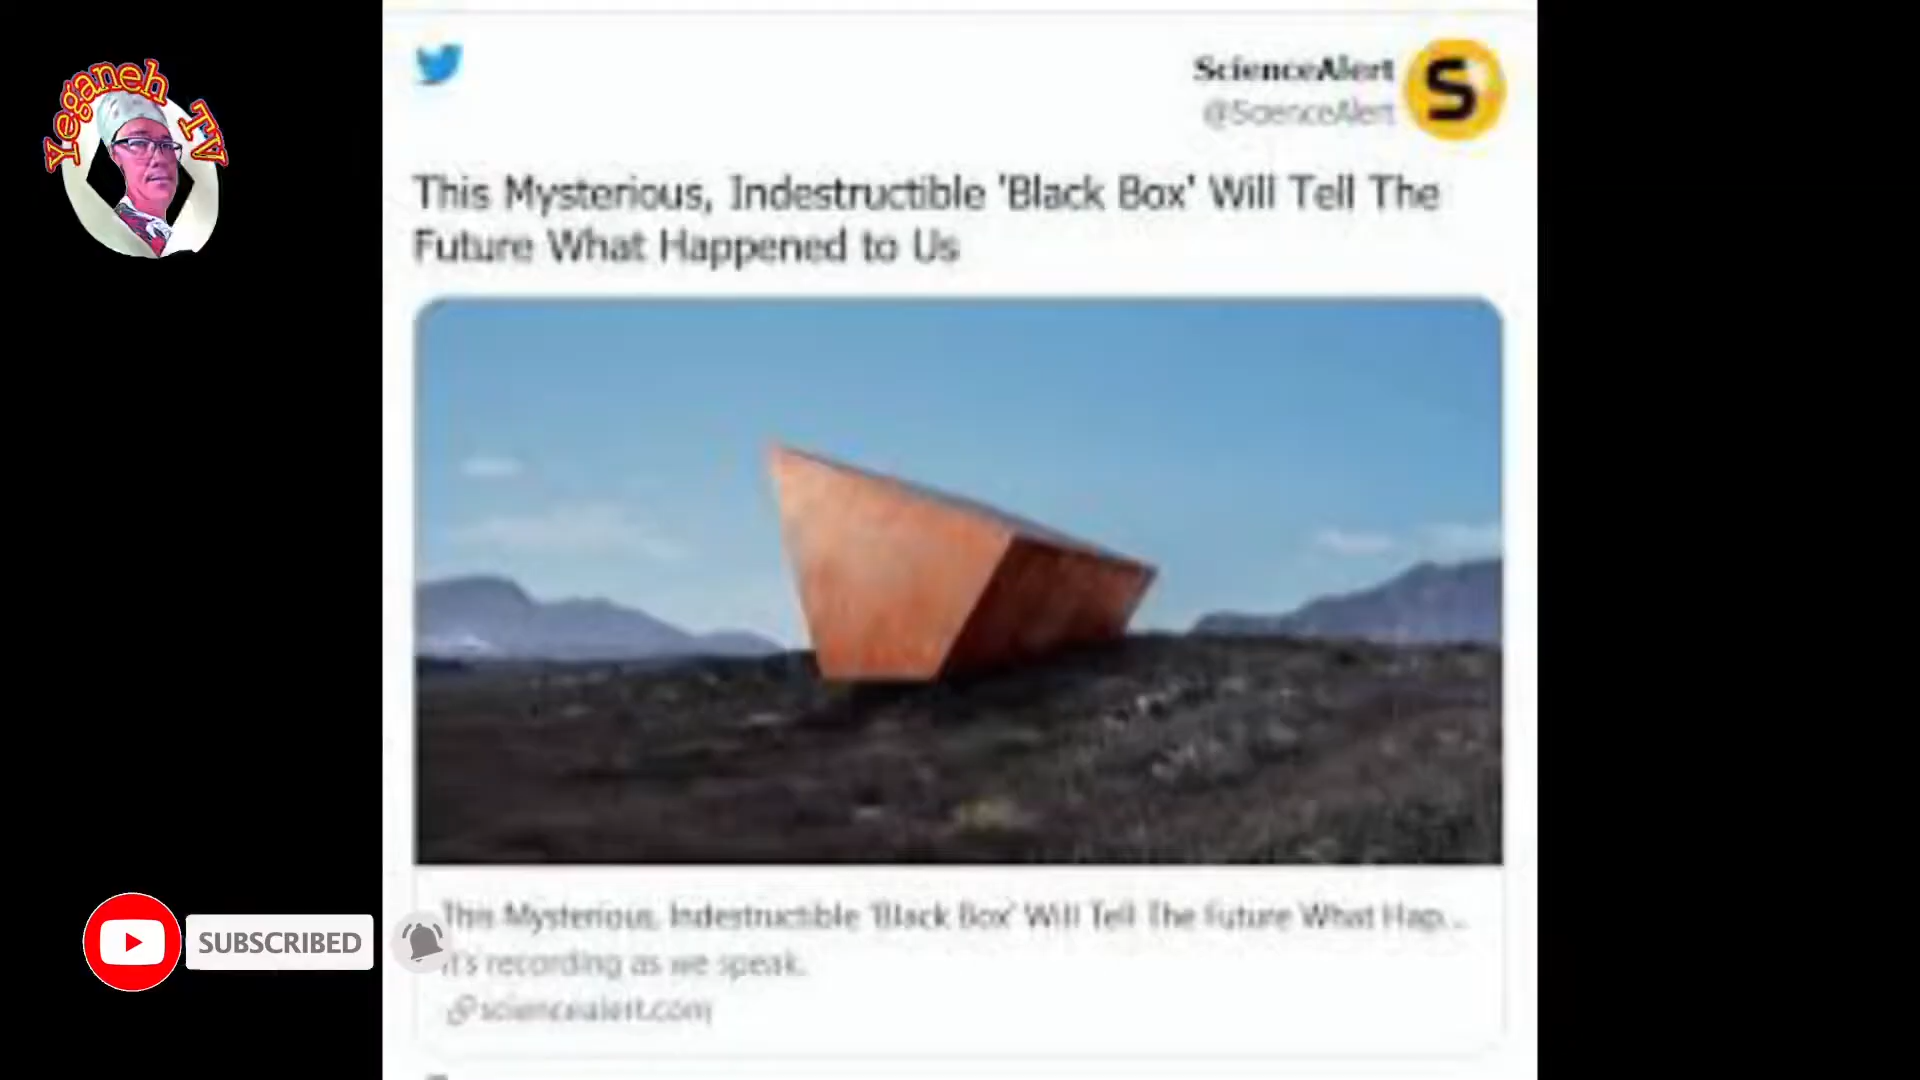 Yeganeh Tv
ScienceAlert
@ScienceAlert
S
This Mysterious, Indestructible 'Black Box' Will Tell The
Future What Happened to Us
This Mysterious, Indestructible 'Black Box' Will Tell The Future What Hap...
It's recording as we speak.
sciencealert.com
SUBSCRIBED